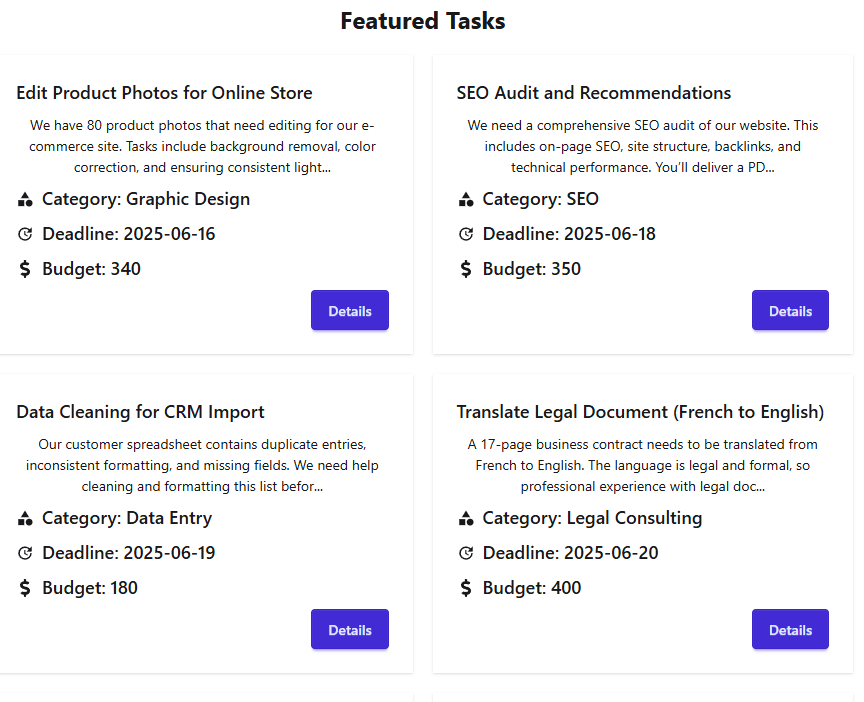 Featured Tasks
Edit Product Photos for Online Store
We have 80 product photos that need editing for our e-
commerce site. Tasks include background removal, color
correction, and ensuring consistent light...
Category: Graphic Design
Deadline: 2025-06-16
Budget: 340
Details
SEO Audit and Recommendations
We need a comprehensive SEO audit of our website. This
includes on-page SEO, site structure, backlinks, and
technical performance. You’ll deliver a PD...
Category: SEO
Deadline: 2025-06-18
Budget: 350
Details
Data Cleaning for CRM Import
Our customer spreadsheet contains duplicate entries,
inconsistent formatting, and missing fields. We need help
cleaning and formatting this list befor...
Category: Data Entry
Deadline: 2025-06-19
Budget: 180
Details
Translate Legal Document (French to English)
A 17-page business contract needs to be translated from
French to English. The language is legal and formal, so
professional experience with legal doc...
Category: Legal Consulting
Deadline: 2025-06-20
Budget: 400
Details